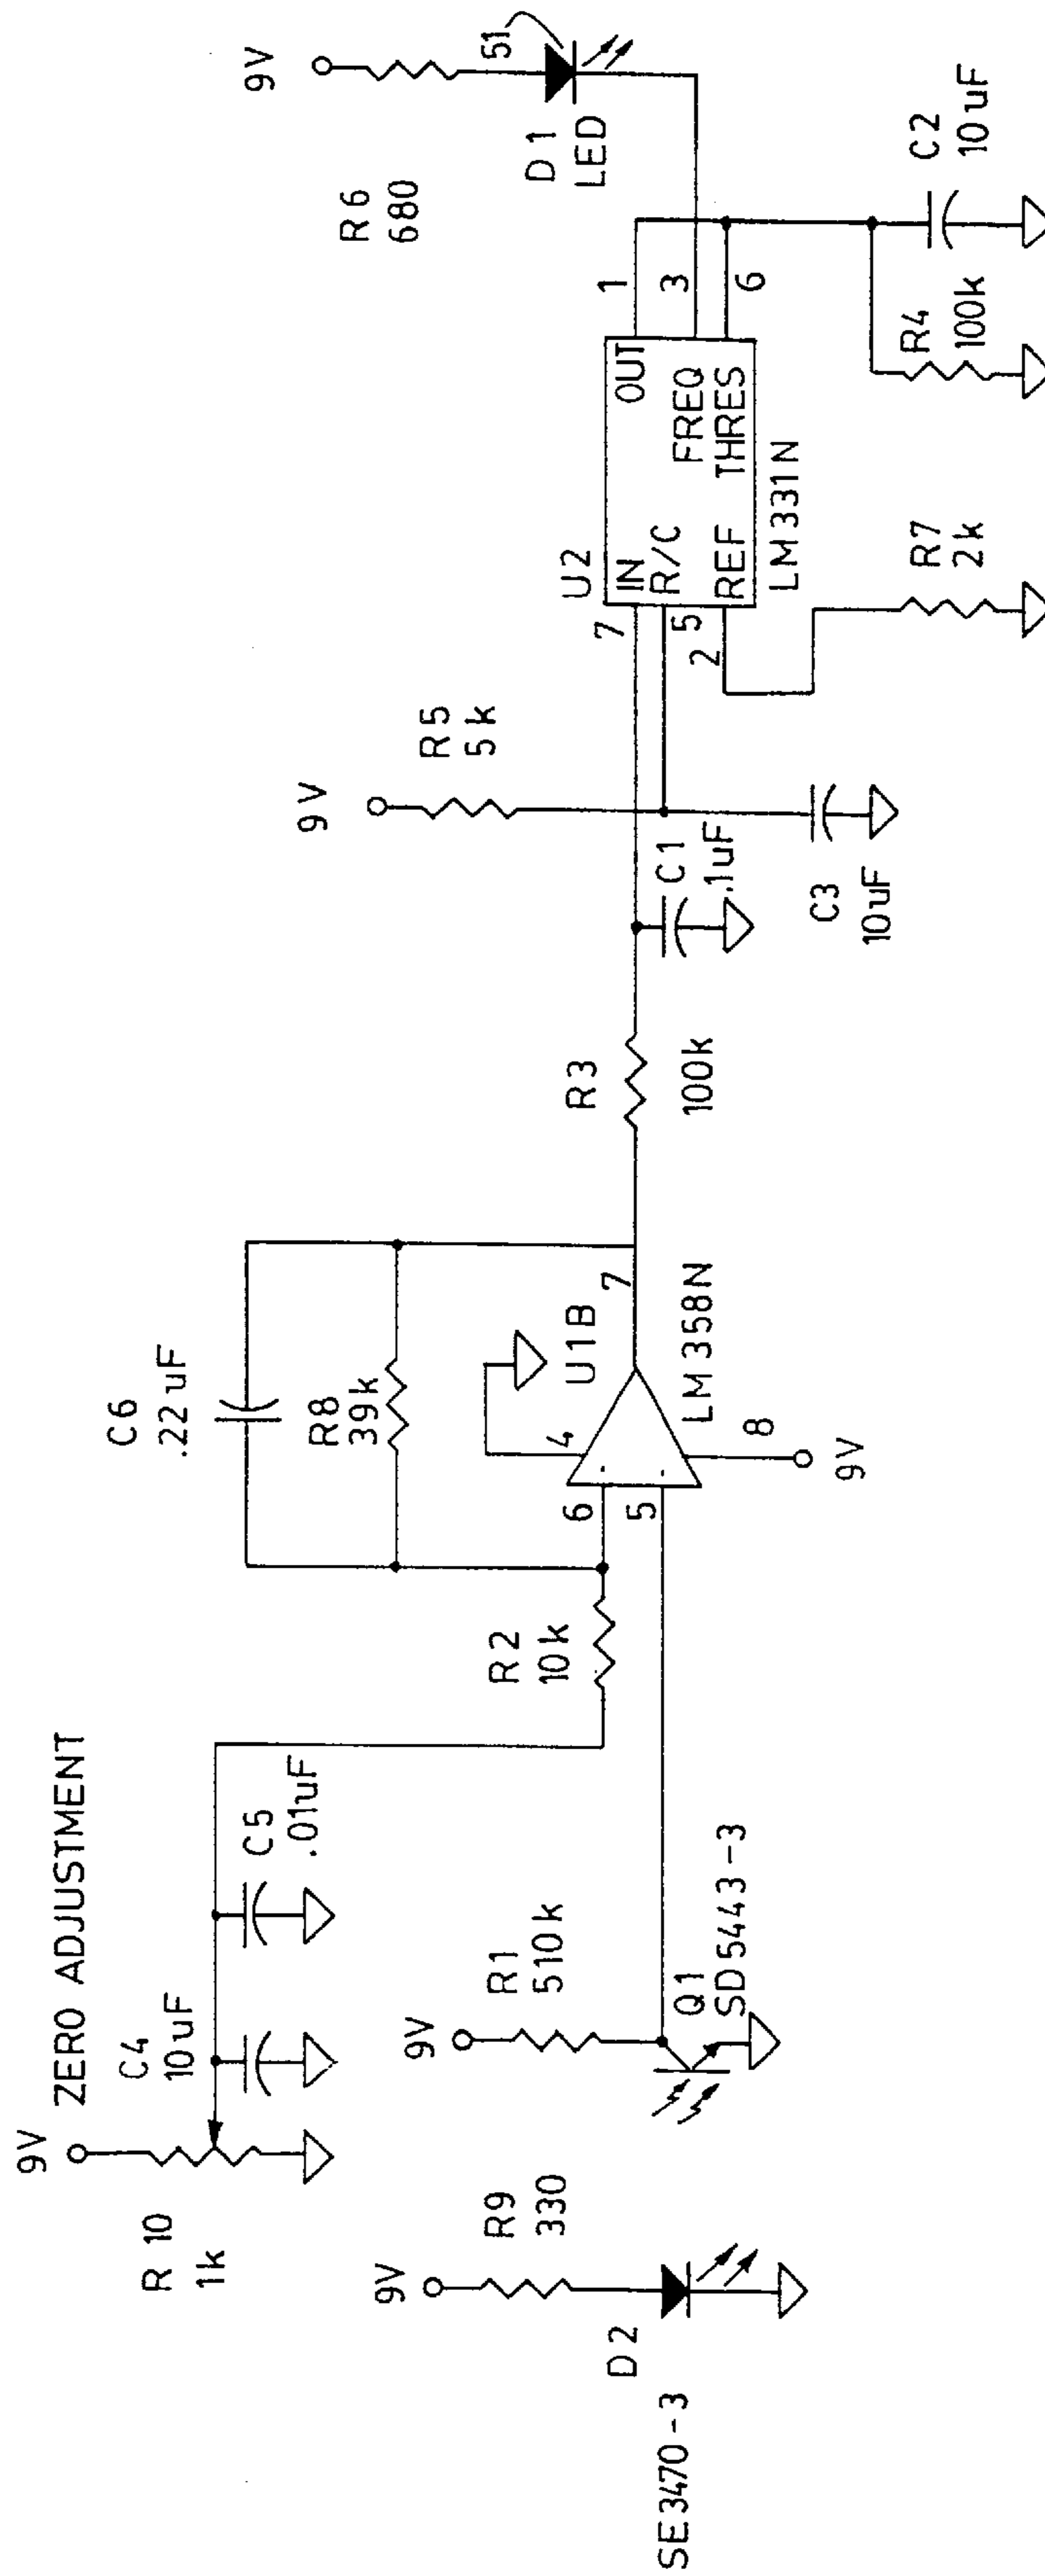 9V
ZERO ADJUSTMENT
R 10
1k
C4
10uF
C5
.01uF
9V
R9
330
D2
SE3470-3
9V
R1
510k
Q1
SD5443-3
R2
10k
C6
.22uF
R8
39k
6
5
4
7
8
U1B
LM358N
9V
R3
100k
C1
.1uF
9V
R5
5k
C3
10uF
U2
7
5
2
IN
R/C
REF
OUT
FREQ
THRES
LM331N
1
3
6
R7
2k
R4
100k
C2
10uF
9V
R6
680
D1
LED
51